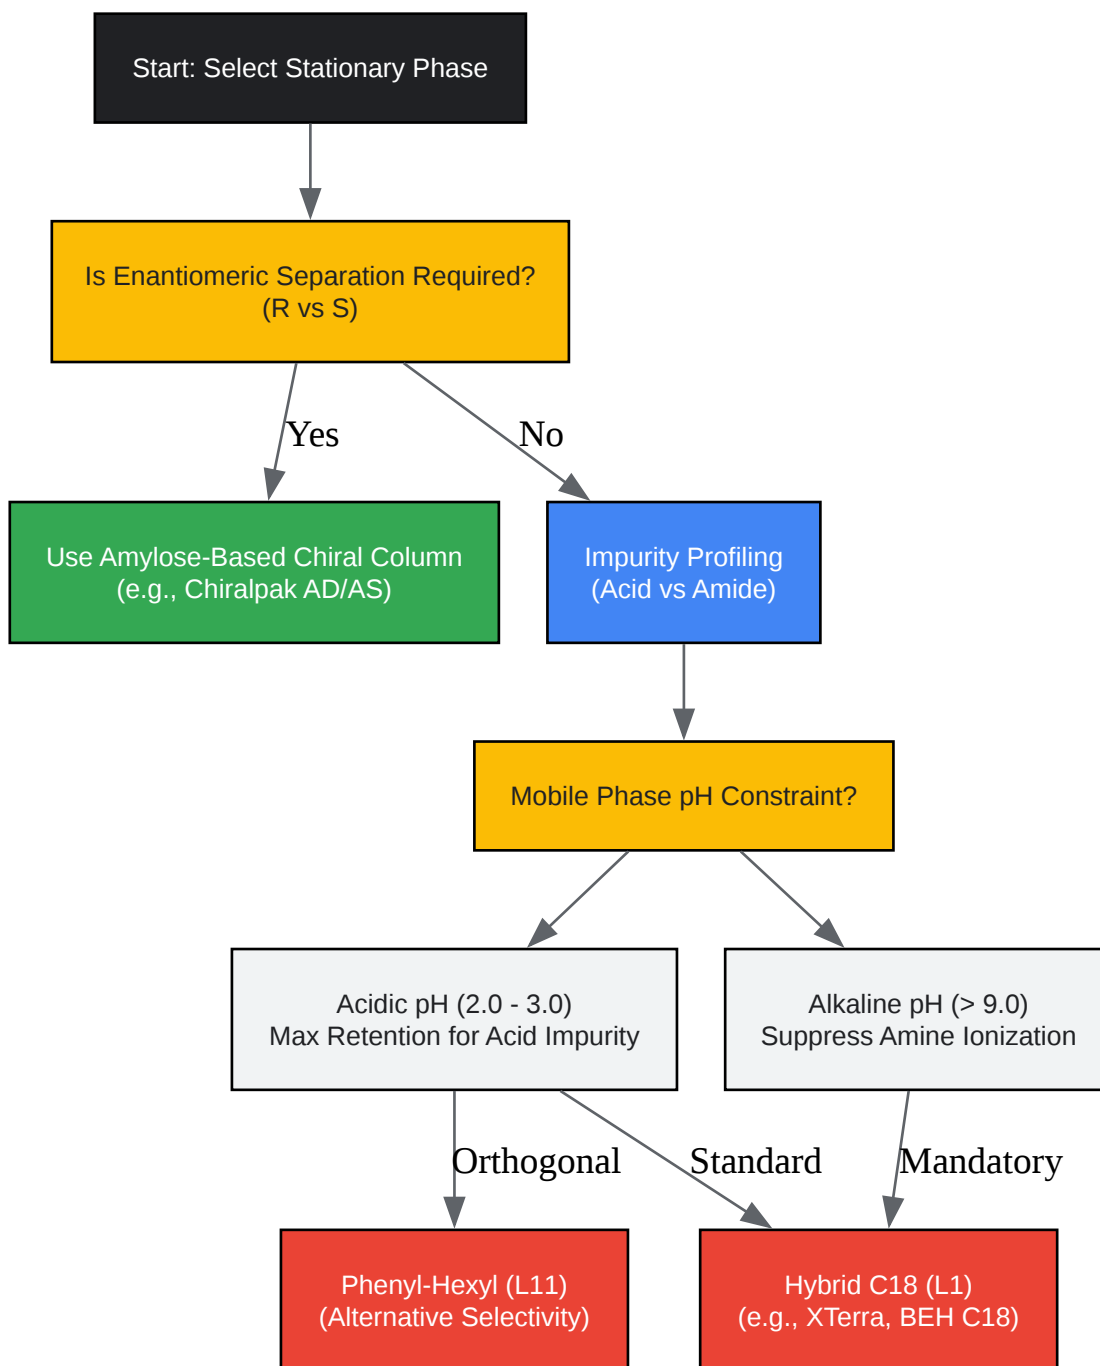 Start: Select Stationary Phase
Is Enantiomeric Separation Required?
(R vs S)
Yes
No
Use Amylose-Based Chiral Column
(e.g., Chiralpak AD/AS)
Impurity Profiling
(Acid vs Amide)
Mobile Phase pH Constraint?
Acidic pH (2.0 - 3.0)
Max Retention for Acid Impurity
Alkaline pH (> 9.0)
Suppress Amine Ionization
Orthogonal
Standard
Mandatory
Phenyl-Hexyl (L11)
(Alternative Selectivity)
Hybrid C18 (L1)
(e.g., XTerra, BEH C18)